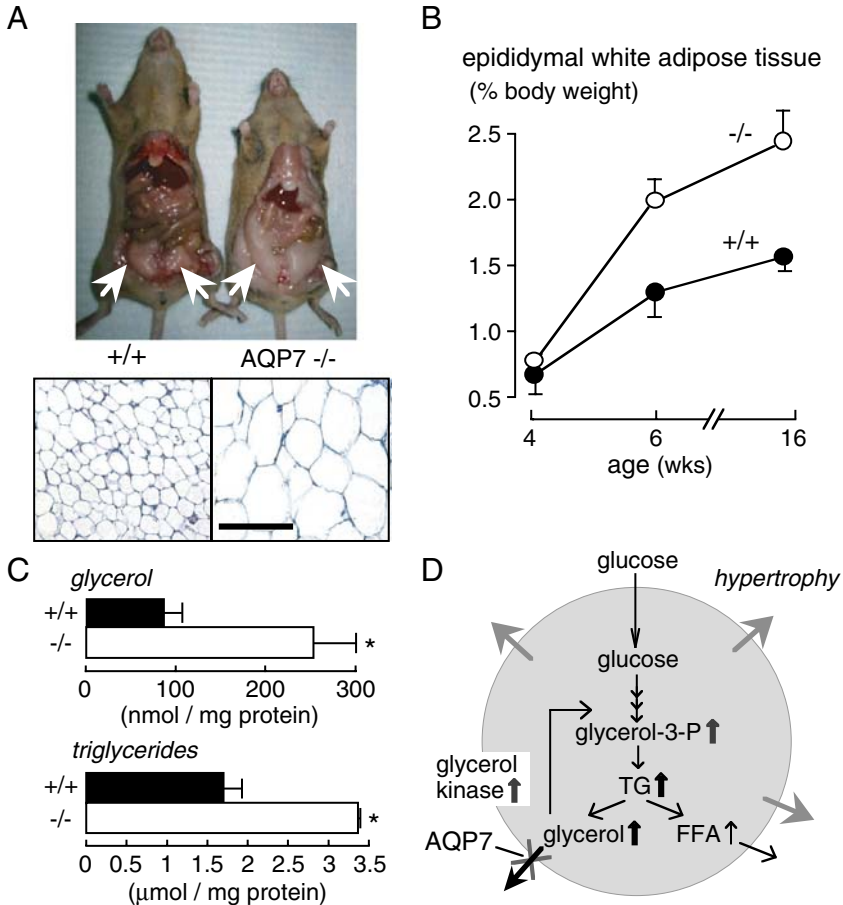 A
+/+
AQP7 -/-
B
epididymal white adipose tissue
(% body weight)
2.5
2.0
1.5
1.0
0.5
-/-
+/+
4
6
16
age (wks)
C
glycerol
+/+
-/-
*
0
100
200
300
(nmol / mg protein)
triglycerides
+/+
-/-
*
0
0.5
1
1.5
2
2.5
3
3.5
(μmol / mg protein)
D
glucose
hypertrophy
glucose
glycerol-3-P
glycerol
kinase
TG
glycerol
FFA
AQP7